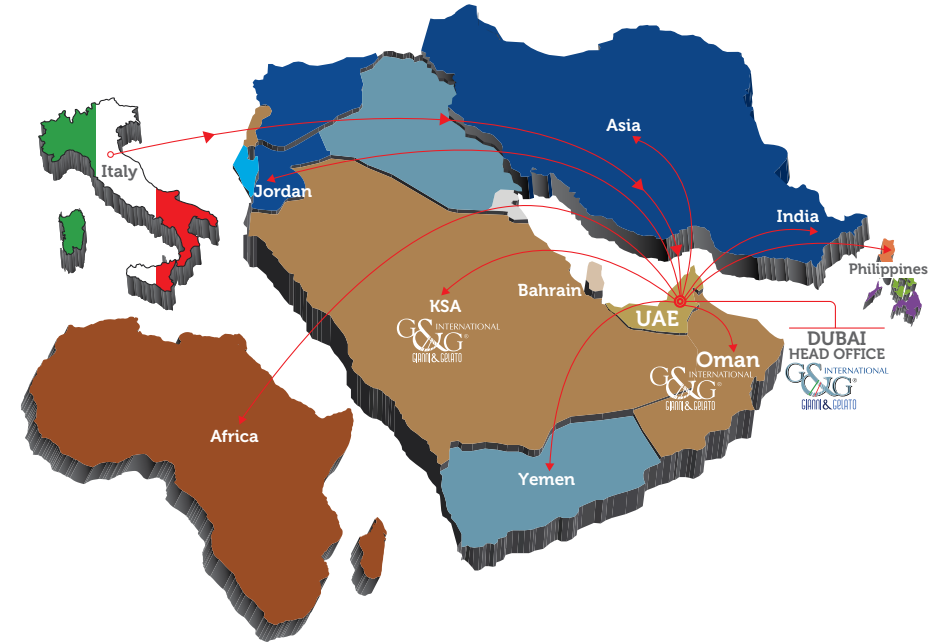 Asia
Italy
Jordan
India
Philippines
Bahrain
KSA
G&G® INTERNATIONAL
GIANNI & GELATO
UAE
DUBAI
HEAD OFFICE
G&G® INTERNATIONAL
GIANNI & GELATO
Oman
G&G® INTERNATIONAL
GIANNI & GELATO
Africa
Yemen